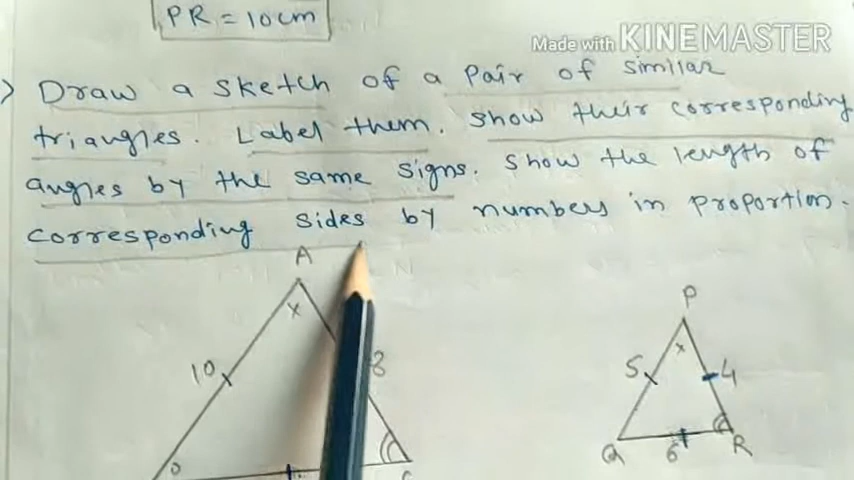 PR = 10cm
Made with KINEMASTER
> Draw a sketch of a pair of similar
triangles. Label them. show their corresponding
angles by the same signs. show the length of
corresponding sides by numbers in proportion.
A
x
10
8
P
x
5
4
Q
6
R